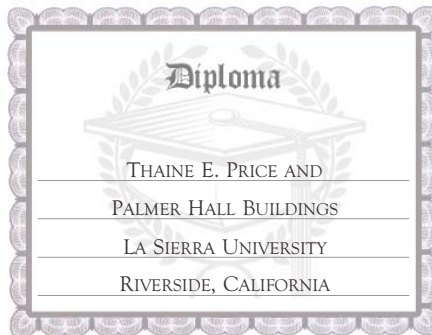 Diploma
THAINE E. PRICE AND
PALMER HALL BUILDINGS
LA SIERRA UNIVERSITY
RIVERSIDE, CALIFORNIA